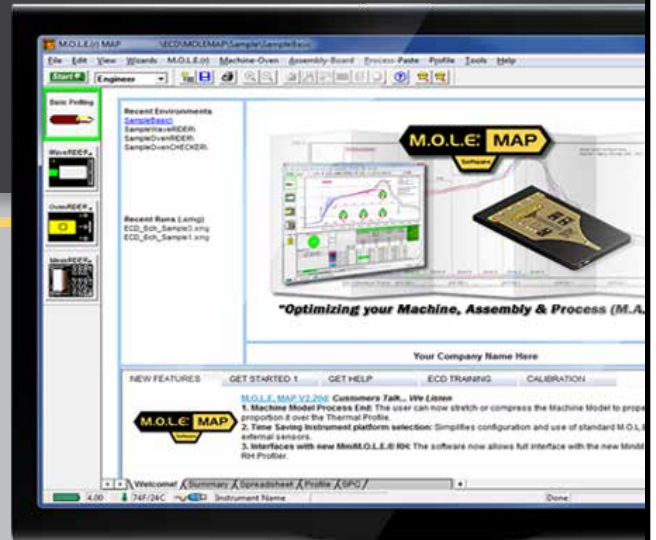 M.O.L.E.(r) MAP \ECD\MOLEMAP\Sample\SampleBasic
File Edit View Wizards M.O.L.E.(r) Machine-Oven Assembly-Board Process-Paste Profile Tools Help
Start Engineer
Basic Profiling
WaveRIDER
OvenRIDER
Recent Environments
SampleBasic\
SampleWaveRIDER\
SampleOvenRIDER\
SampleOvenCHECKER\
Recent Runs (.xmg)
ECD_6ch_Sample3.xmg
ECD_6ch_Sample1.xmg
M.O.L.E.® MAP
Software
"Optimizing your Machine, Assembly & Process (M.A.
Your Company Name Here
NEW FEATURES GET STARTED 1 GET HELP ECD TRAINING CALIBRATION
Customers Talk... We Listen
1. Machine Model Process End: The user can now stretch or compress the Machine Model to prope
proportion it over the Thermal Profile.
2. Time Saving Instrument platform selection: Simplifies configuration and use of standard M.O.L.E
external sensors.
3. Interfaces with new MiniM.O.L.E.® RH: The software now allows full interface with the new MiniM
RH Profiler.
M.O.L.E.® MAP
Software
Welcome! Summary Spreadsheet Profile SPC
4.00 74F/24C Instrument Name Done